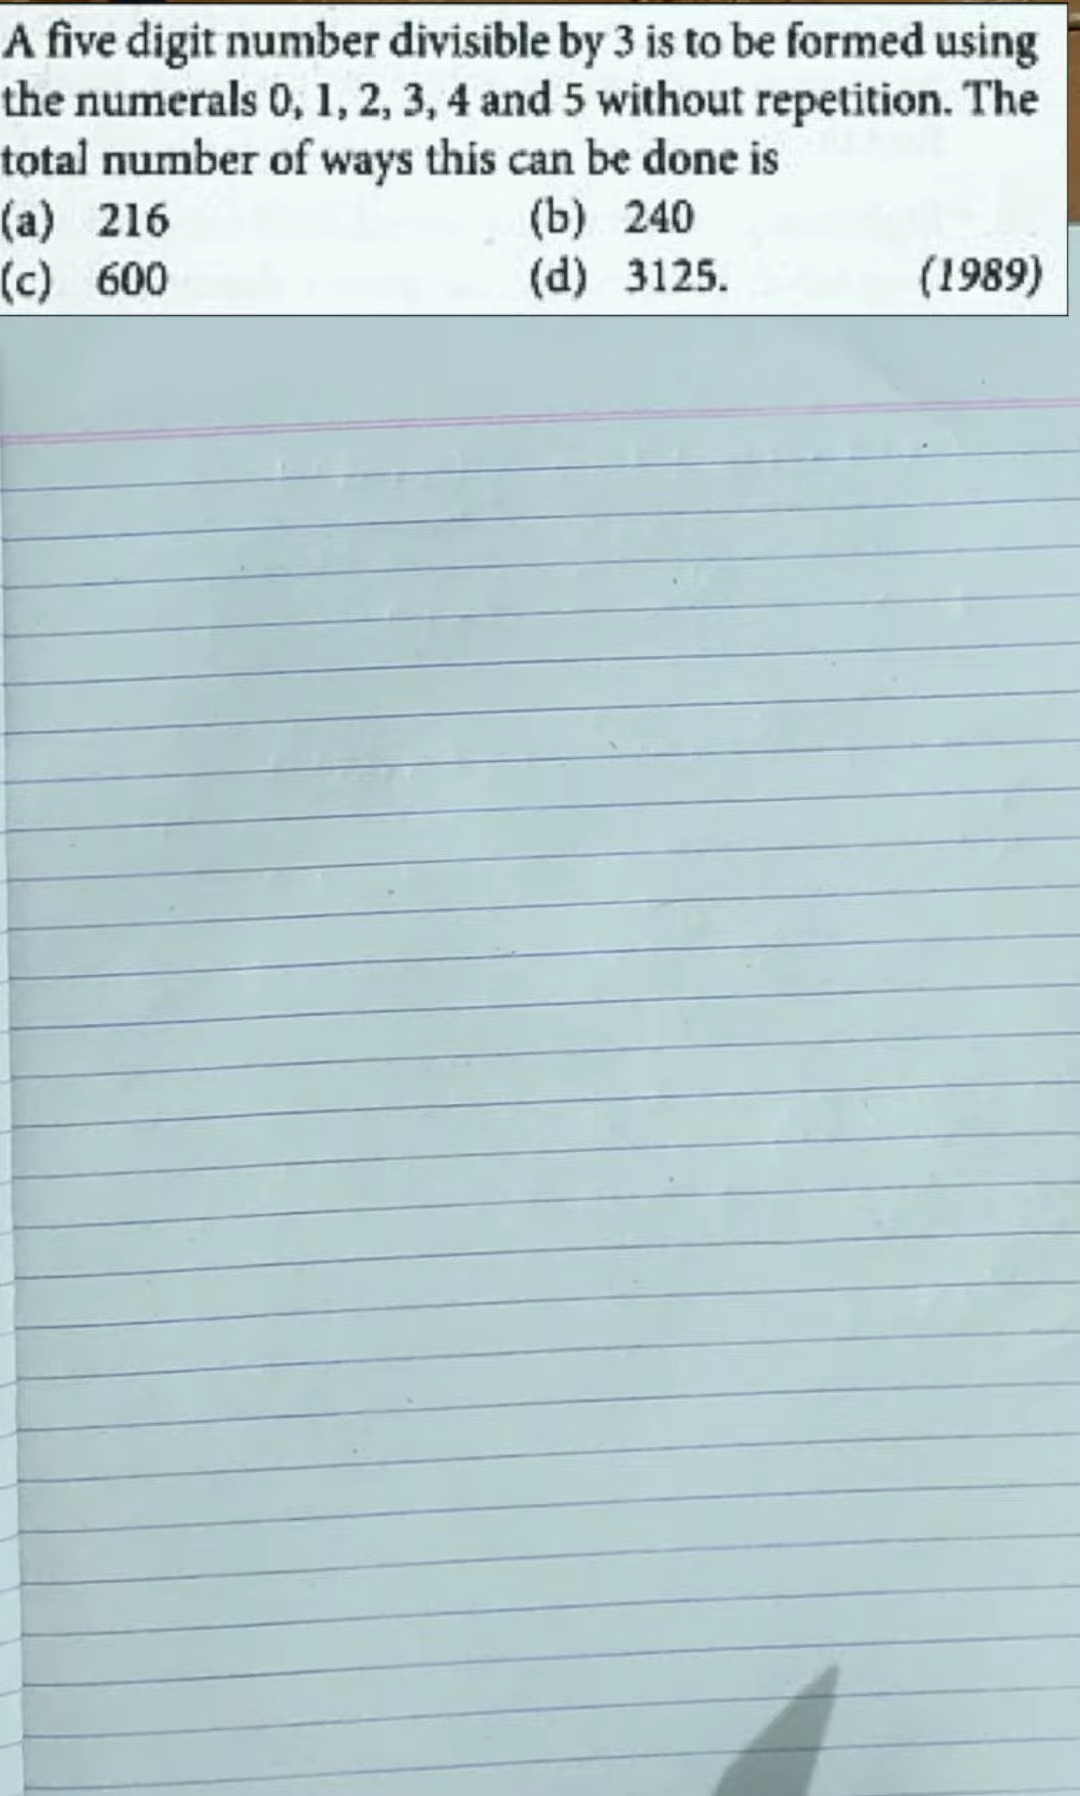 A five digit number divisible by 3 is to be formed using
the numerals 0, 1, 2, 3, 4 and 5 without repetition. The
total number of ways this can be done is
(a) 216 (b) 240
(c) 600 (d) 3125. (1989)